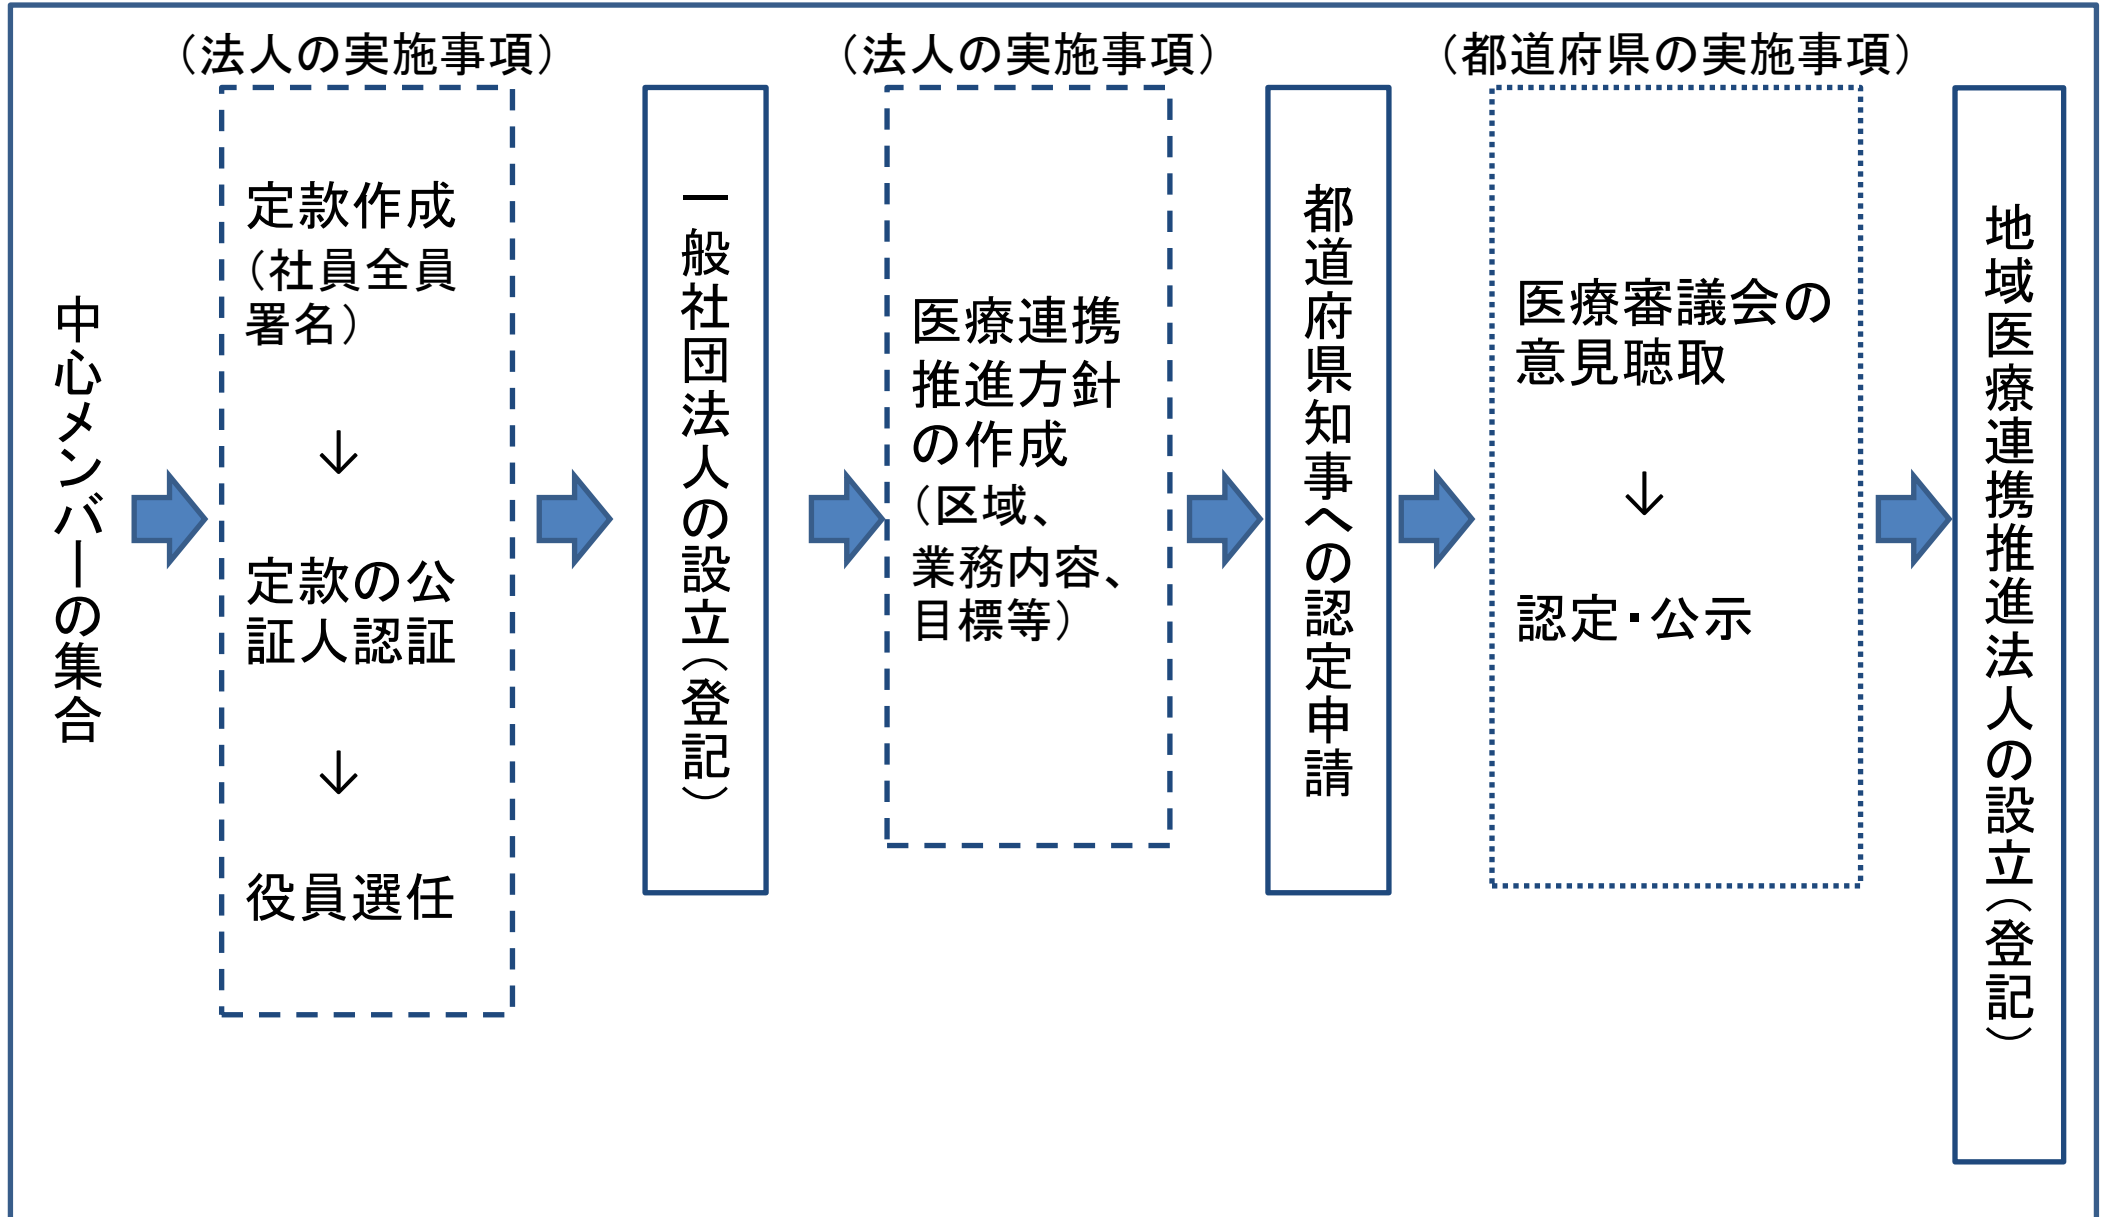 中心メンバーの集合
（法人の実施事項）
定款作成
（社員全員
署名）
↓
定款の公
証人認証
↓
役員選任
一般社団法人の設立（登記）
（法人の実施事項）
医療連携
推進方針
の作成
（区域、
業務内容、
目標等）
都道府県知事への認定申請
（都道府県の実施事項）
医療審議会の
意見聴取
↓
認定・公示
地域医療連携推進法人の設立（登記）